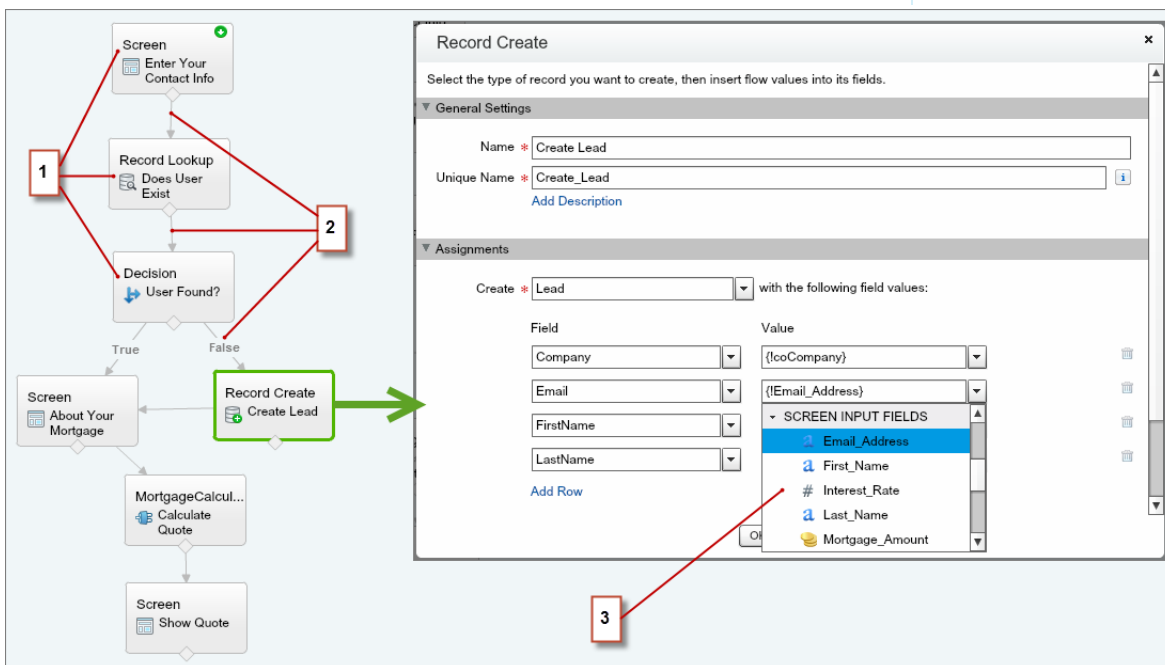 Screen
Enter Your
Contact Info
Record Lookup
Does User
Exist
1
2
Decision
User Found?
True
False
Screen
About Your
Mortgage
Record Create
Create Lead
MortgageCalcul...
Calculate
Quote
Screen
Show Quote
Record Create
×
Select the type of record you want to create, then insert flow values into its fields.
General Settings
Name * Create Lead
Unique Name * Create_Lead
i
Add Description
Assignments
Create * Lead with the following field values:
Field Value
Company {!coCompany}
Email {!Email_Address}
FirstName
LastName
Add Row
SCREEN INPUT FIELDS
a Email_Address
a First_Name
# Interest_Rate
a Last_Name
Mortgage_Amount
3